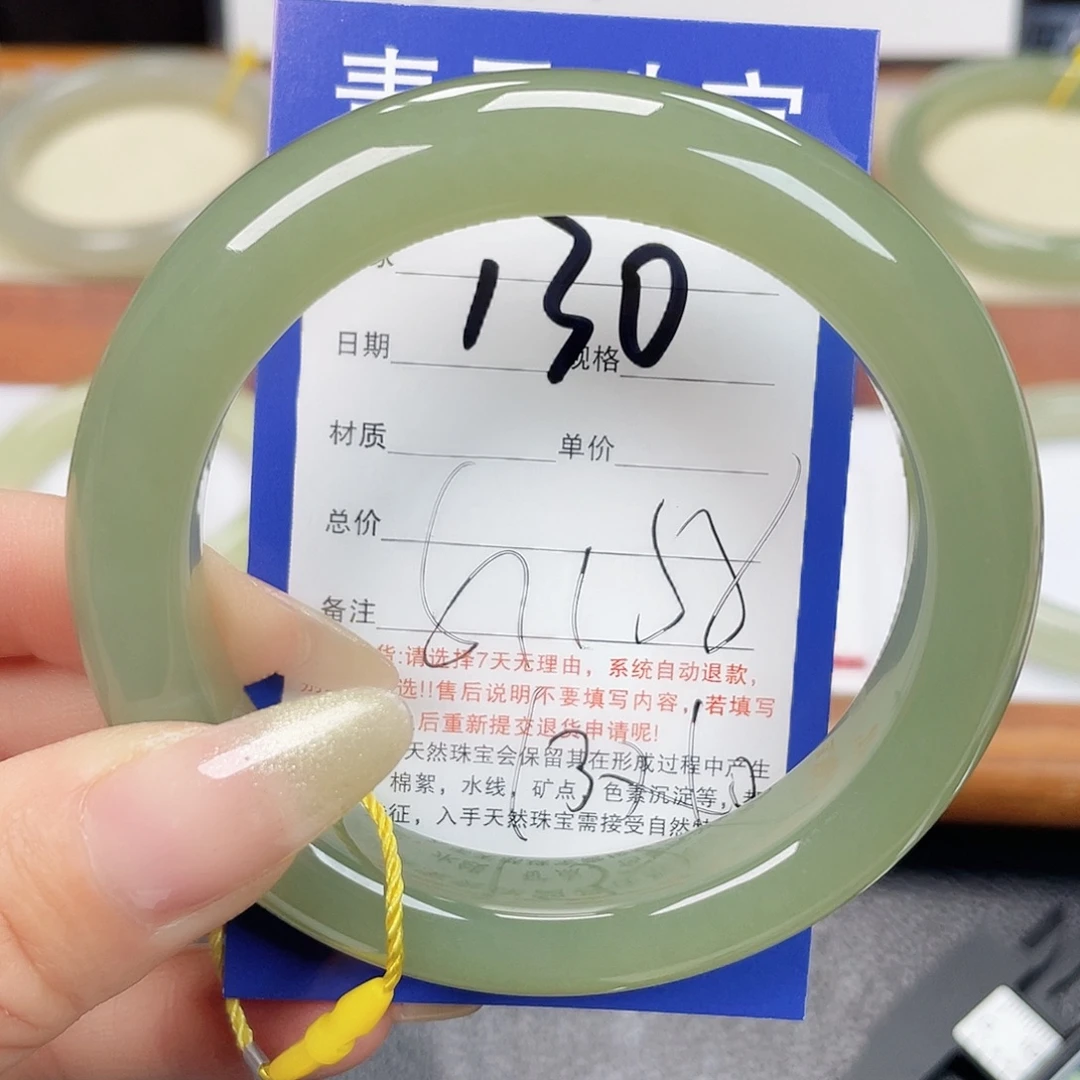 130
日期 规格
材质 单价
总价
158
备注
货:请选择7天无理由，系统自动退款，
选!!售后说明不要填写内容，若填写
后重新提交退货申请呢!
天然珠宝会保留其在形成过程中产生
棉絮，水线，矿点，色素沉淀等，
征，入手天然珠宝需接受自然